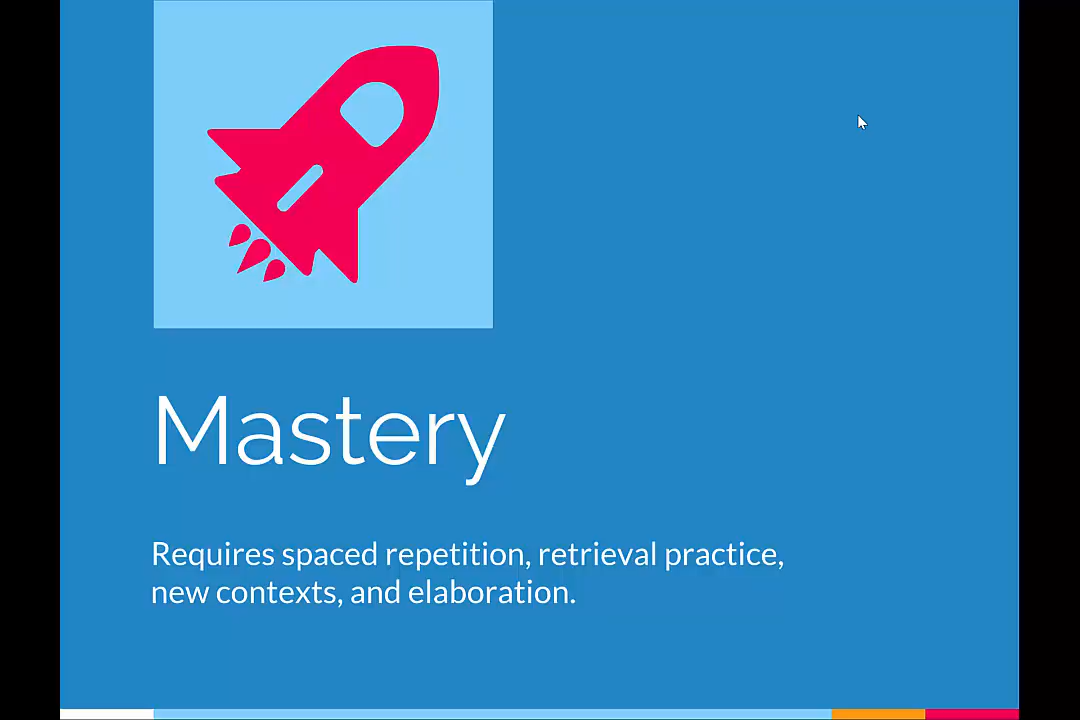 Mastery
Requires spaced repetition, retrieval practice,
new contexts, and elaboration.